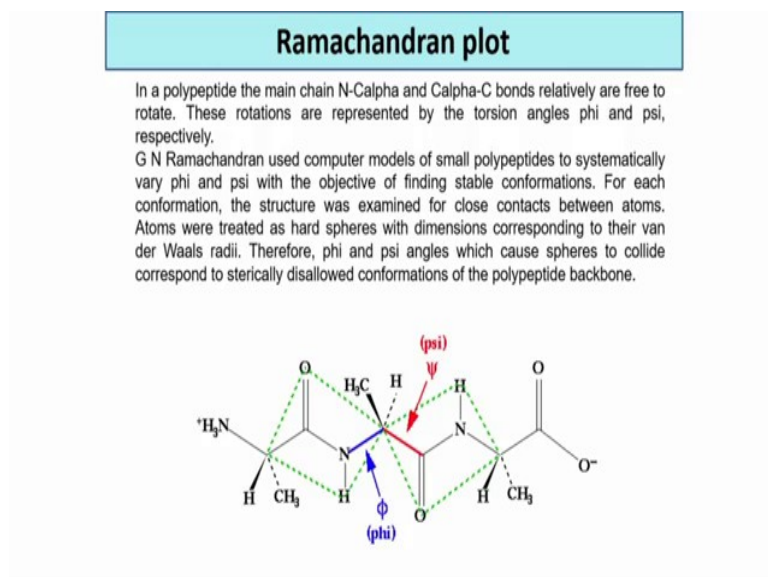 Ramachandran plot
In a polypeptide the main chain N-Calpha and Calpha-C bonds relatively are free to
rotate. These rotations are represented by the torsion angles phi and psi,
respectively.
G N Ramachandran used computer models of small polypeptides to systematically
vary phi and psi with the objective of finding stable conformations. For each
conformation, the structure was examined for close contacts between atoms.
Atoms were treated as hard spheres with dimensions corresponding to their van
der Waals radii. Therefore, phi and psi angles which cause spheres to collide
correspond to sterically disallowed conformations of the polypeptide backbone.
(psi)
ψ
O
O
H₃C H
H
⁺H₃N
N
N
O⁻
H CH₃
H
H CH₃
O
ϕ
(phi)